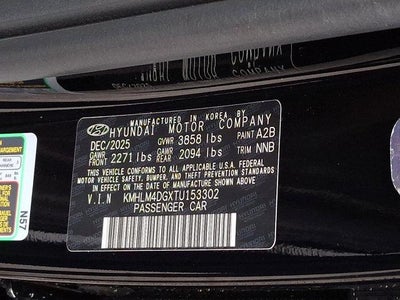 MANUFACTURED IN KOREA BY
HYUNDAI MOTOR COMPANY
DEC/2025 GVWR 3858 lbs PAINT A2B
GAWR FRONT 2271 lbs GAWR REAR 2094 lbs TRIM NNB
THIS VEHICLE CONFORMS TO ALL APPLICABLE U.S.A FEDERAL
MOTOR VEHICLE SAFETY, BUMPER, AND THEFT
PREVENTION STANDARDS IN EFFECT ON THE DATE OF MANUFACTURE SHOWN ABOVE.
V.I.N KMHLM4DGXTU153302
PASSENGER CAR
N57